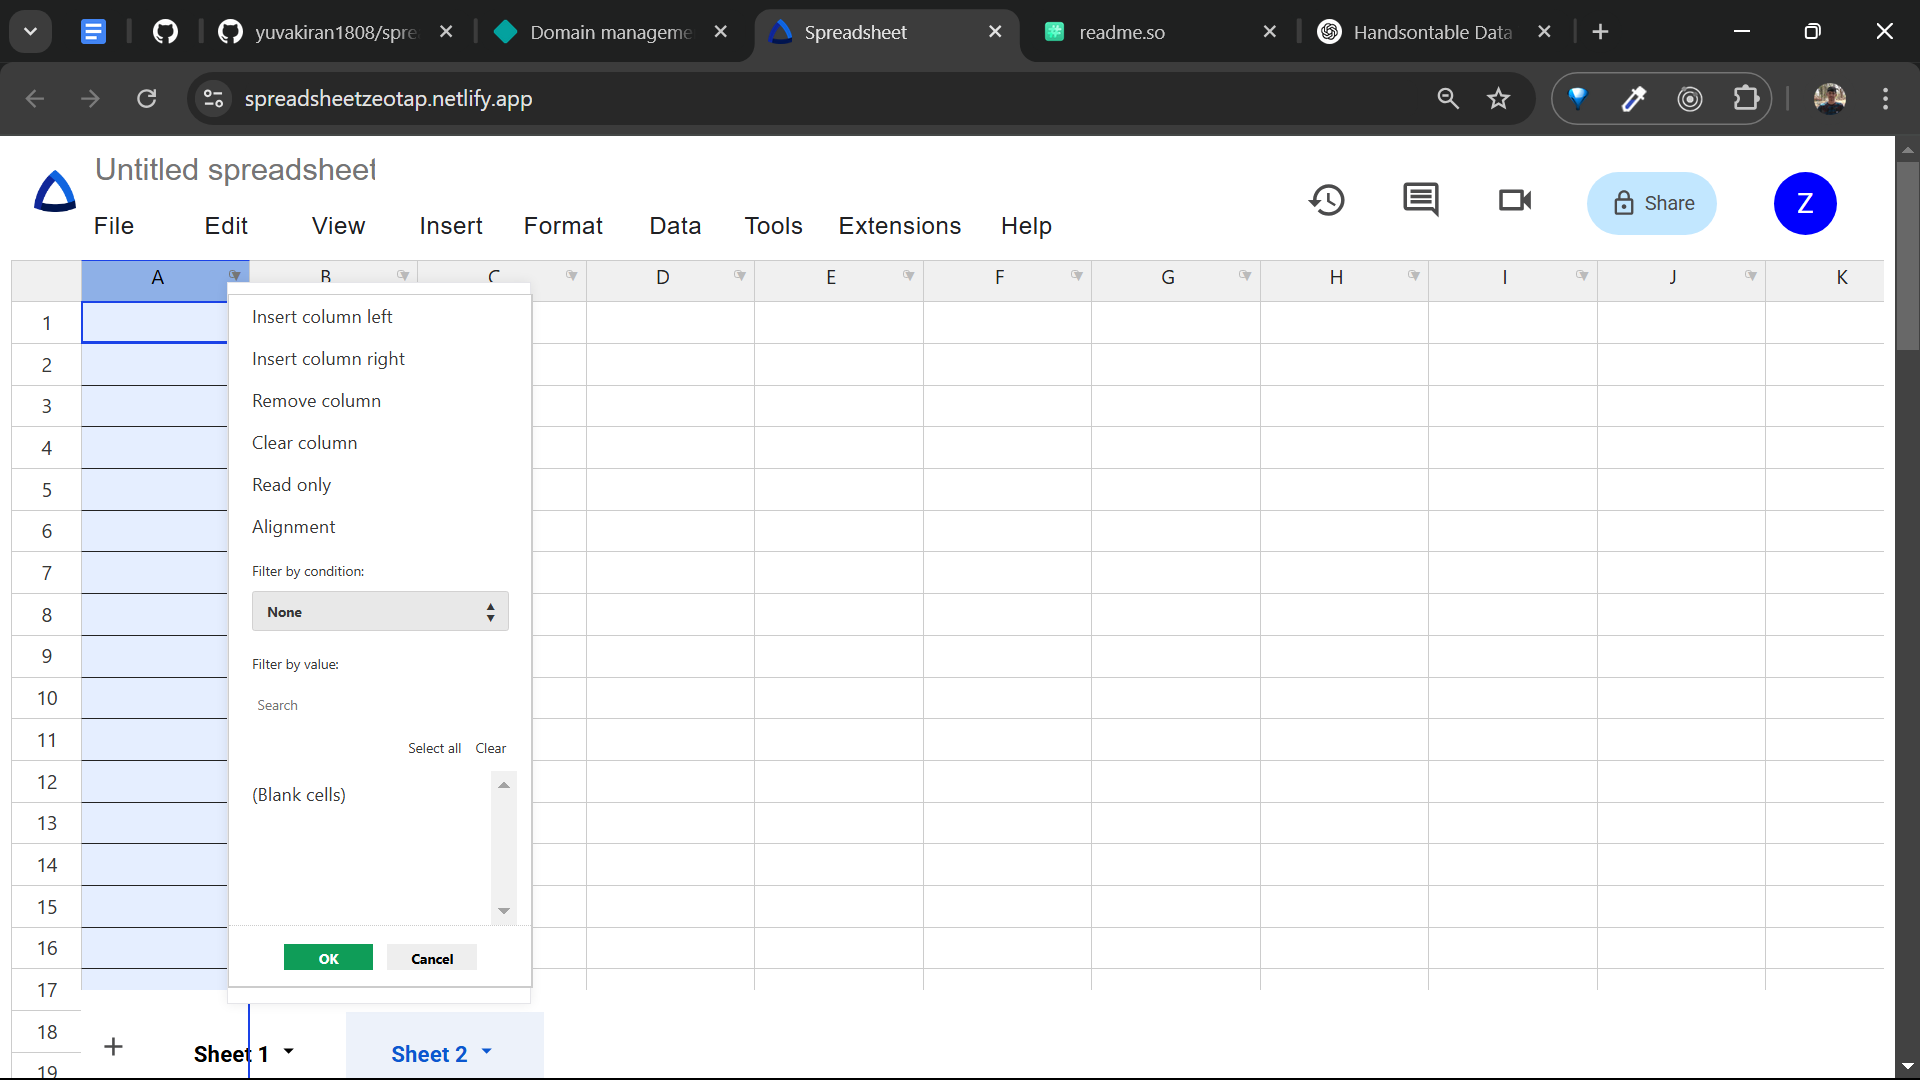 yuvakiran1808/spre
Domain manageme
Spreadsheet
readme.so
Handsontable Data
spreadsheetzeotap.netlify.app
Untitled spreadsheet
File Edit View Insert Format Data Tools Extensions Help
Share
Z
A B C D E F G H I J K
1
2
3
4
5
6
7
8
9
10
11
12
13
14
15
16
17
18
19
Insert column left
Insert column right
Remove column
Clear column
Read only
Alignment
Filter by condition:
None
Filter by value:
Search
Select all Clear
(Blank cells)
OK Cancel
+ Sheet 1 Sheet 2